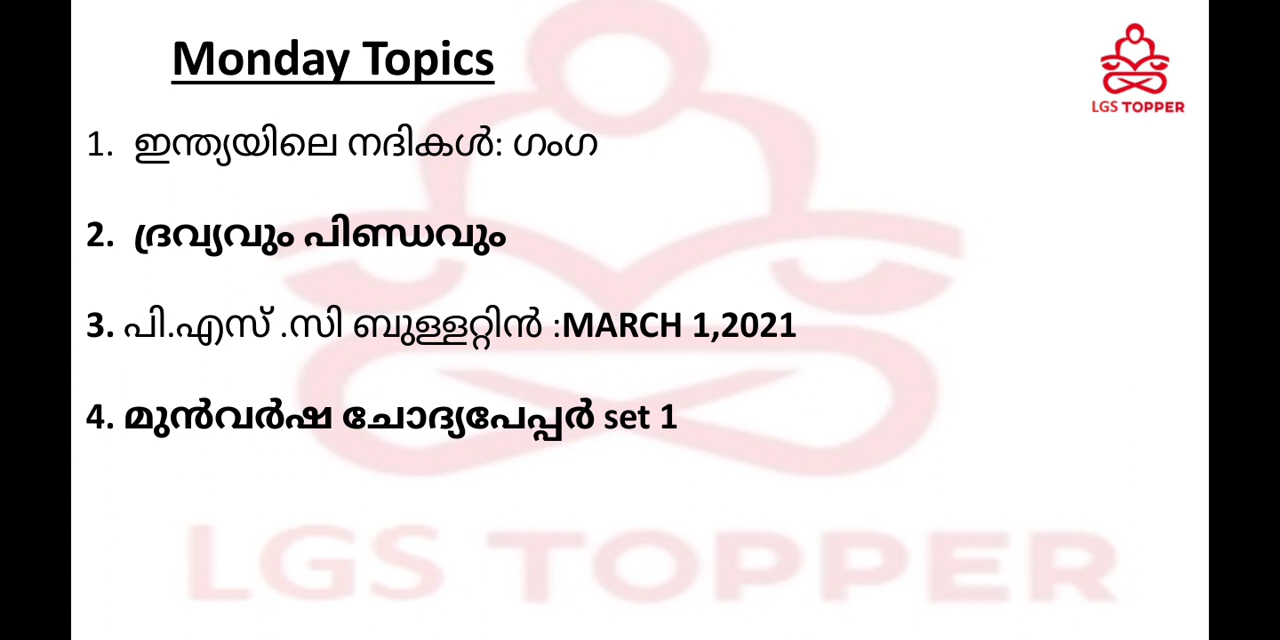 Monday Topics
LGS TOPPER
1. ഇന്ത്യയിലെ നദികൾ: ഗംഗ
2. ദ്രവ്യവും പിണ്ഡവും
3. പി.എസ് .സി ബുള്ളറ്റിൻ :MARCH 1,2021
4. മുൻവർഷ ചോദ്യപേപ്പർ set 1
LGS TOPPER